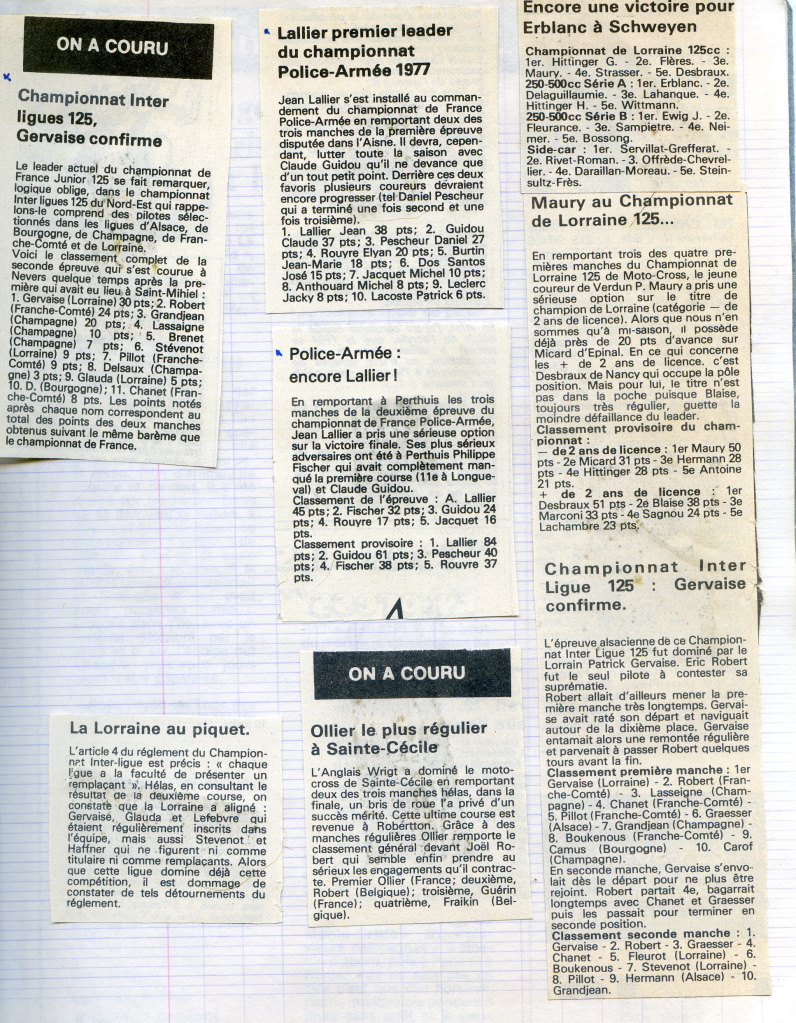 ON A COURU
Championnat Inter
ligues 125,
Gervaise confirme
Le leader actuel du championnat de
France Junior 125 se fait remarquer,
logique oblige, dans le championnat
Inter ligues 125 du Nord-Est qui rappe-
lons-le comprend des pilotes sélec-
tionnés dans les ligues d'Alsace, de
Bourgogne, de Champagne, de Fran-
che-Comté et de Lorraine.
Voici le classement complet de la
seconde épreuve qui s'est courue à
Nevers quelque temps après la pre-
mière qui avait eu lieu à Saint-Mihiel :
1. Gervaise (Lorraine) 30 pts; 2. Robert
(Franche-Comté) 24 pts; 3. Grandjean
(Champagne) 20 pts; 4. Lassaigne
(Champagne) 10 pts; 5. Brenet
(Champagne) 7 pts; 6. Stévenot
(Lorraine) 9 pts; 7. Pillot (Franche-
Comté) 9 pts; 8. Delsaux (Champa-
gne) 3 pts; 9. Glauda (Lorraine) 5 pts;
10. D. (Bourgogne); 11. Chanet (Fran-
che-Comté) 8 pts. Les points notés
après chaque nom correspondent au
total des points des deux manches
obtenus suivant le même barème que
le championnat de France.
Lallier premier leader
du championnat
Police-Armée 1977
Jean Lallier s'est installé au comman-
dement du championnat de France
Police-Armée en remportant deux des
trois manches de la première épreuve
disputée dans l'Aisne. Il devra, cepen-
dant, lutter toute la saison avec
Claude Guidou qu'il ne devance que
d'un tout petit point. Derrière ces deux
favoris plusieurs coureurs devraient
encore progresser (tel Daniel Pescheur
qui a terminé une fois second et une
fois troisième).
1. Lallier Jean 38 pts; 2. Guidou
Claude 37 pts; 3. Pescheur Daniel 27
pts; 4. Rouyre Elyan 20 pts; 5. Burtin
Jean-Marie 18 pts; 6. Dos Santos
José 15 pts; 7. Jacquet Michel 10 pts;
8. Anthouard Michel 8 pts; 9. Leclerc
Jacky 8 pts; 10. Lacoste Patrick 6 pts.
Police-Armée :
encore Lallier !
En remportant à Perthuis les trois
manches de la deuxième épreuve du
championnat de France Police-Armée,
Jean Lallier a pris une sérieuse option
sur la victoire finale. Ses plus sérieux
adversaires ont été à Perthuis Philippe
Fischer qui avait complètement man-
qué la première course (11e à Longue-
val) et Claude Guidou.
Classement de l'épreuve : A. Lallier
45 pts; 2. Fischer 32 pts; 3. Guidou 24
pts; 4. Rouyre 17 pts; 5. Jacquet 16
pts.
Classement provisoire : 1. Lallier 84
pts; 2. Guidou 61 pts; 3. Pescheur 40
pts; 4. Fischer 38 pts; 5. Rouyre 37
pts.
Encore une victoire pour
Erblanc à Schweyen
Championnat de Lorraine 125cc :
1er. Hittinger G. - 2e. Flères. - 3e.
Maury. - 4e. Strasser. - 5e. Desbraux.
250-500cc Série A : 1er. Erblanc. - 2e.
Delaguillaumie. - 3e. Lahanque. - 4e.
Hittinger H. - 5e. Wittmann.
250-500cc Série B : 1er. Ewig J. - 2e.
Fleurance. - 3e. Sampietre. - 4e. Nei-
mer. - 5e. Bossong.
Side-car : 1er. Servillat-Grefferat. -
2e. Rivet-Roman. - 3. Offrède-Chevrel-
lier. - 4e. Daraillan-Moreau. - 5e. Stein-
sultz-Frès.
Maury au Championnat
de Lorraine 125...
En remportant trois des quatre pre-
mières manches du Championnat de
Lorraine 125 de Moto-Cross, le jeune
coureur de Verdun P. Maury a pris une
sérieuse option sur le titre de
champion de Lorraine (catégorie — de
2 ans de licence). Alors que nous n'en
sommes qu'à mi-saison, il possède
déjà près de 20 pts d'avance sur
Micard d'Epinal. En ce qui concerne
les + de 2 ans de licence. c'est
Desbraux de Nancy qui occupe la pôle
position. Mais pour lui, le titre n'est
pas dans la poche puisque Blaise,
toujours très régulier, guette la
moindre défaillance du leader.
Classement provisoire du cham-
pionnat :
— de 2 ans de licence : 1er Maury 50
pts - 2e Micard 31 pts - 3e Hermann 28
pts - 4e Hittinger 28 pts - 5e Antoine
21 pts.
+ de 2 ans de licence : 1er
Desbraux 51 pts - 2e Blaise 38 pts - 3e
Marconi 33 pts - 4e Sagnou 24 pts - 5e
Lachambre 23 pts.
Championnat Inter
Ligue 125 : Gervaise
confirme.
L'épreuve alsacienne de ce Champion-
nat Inter Ligue 125 fut dominé par le
Lorrain Patrick Gervaise. Eric Robert
fut le seul pilote à contester sa
suprématie.
Robert allait d'ailleurs mener la pre-
mière manche très longtemps. Gervai-
se avait raté son départ et naviguait
autour de la dixième place. Gervaise
entamait alors une remontée régulière
et parvenait à passer Robert quelques
tours avant la fin.
Classement première manche : 1er
Gervaise (Lorraine) - 2. Robert (Fran-
che-Comté) - 3. Lasseigne (Cham-
pagne) - 4. Chanet (Franche-Comté) -
5. Pillot (Franche-Comté) - 6. Graesser
(Alsace) - 7. Grandjean (Champagne) -
8. Boukenous (Franche-Comté) - 9.
Camus (Bourgogne) - 10. Carof
(Champagne).
En seconde manche, Gervaise s'envo-
lait dès le départ pour ne plus être
rejoint. Robert partait 4e, bagarrait
longtemps avec Chanet et Graesser
puis les passait pour terminer en
second position.
Classement seconde manche : 1.
Gervaise - 2. Robert - 3. Graesser - 4.
Chanet - 5. Fleurot (Lorraine) - 6.
Boukenous - 7. Stevenot (Lorraine) -
8. Pillot - 9. Hermann (Alsace) - 10.
Grandjean.
La Lorraine au piquet.
L'article 4 du réglement du Champion-
nat Inter-ligue est précis : « chaque
ligue a la faculté de présenter un
remplaçant ». Hélas, en consultant le
résultat de la deuxième course, on
constate que la Lorraine a aligné :
Gervaise, Glauda et Lefebvre qui
étaient régulièrement inscrits dans
l'équipe, mais aussi Stevenot et
Haffner qui ne figurent ni comme
titulaire ni comme remplaçants. Alors
que cette ligue domine déjà cette
compétition, il est dommage de
constater de tels détournements du
réglement.
ON A COURU
Ollier le plus régulier
à Sainte-Cécile
L'Anglais Wrigt a dominé le moto-
cross de Sainte-Cécile en remportant
deux des trois manches hélas, dans la
finale, un bris de roue l'a privé d'un
succès mérité. Cette ultime course est
revenue à Robertton. Grâce à des
manches régulières Ollier remporte le
classement général devant Joël Ro-
bert qui semble enfin prendre au
sérieux les engagements qu'il contrac-
te. Premier Ollier (France; deuxième,
Robert (Belgique); troisième, Guérin
(France); quatrième, Fraikin (Bel-
gique).